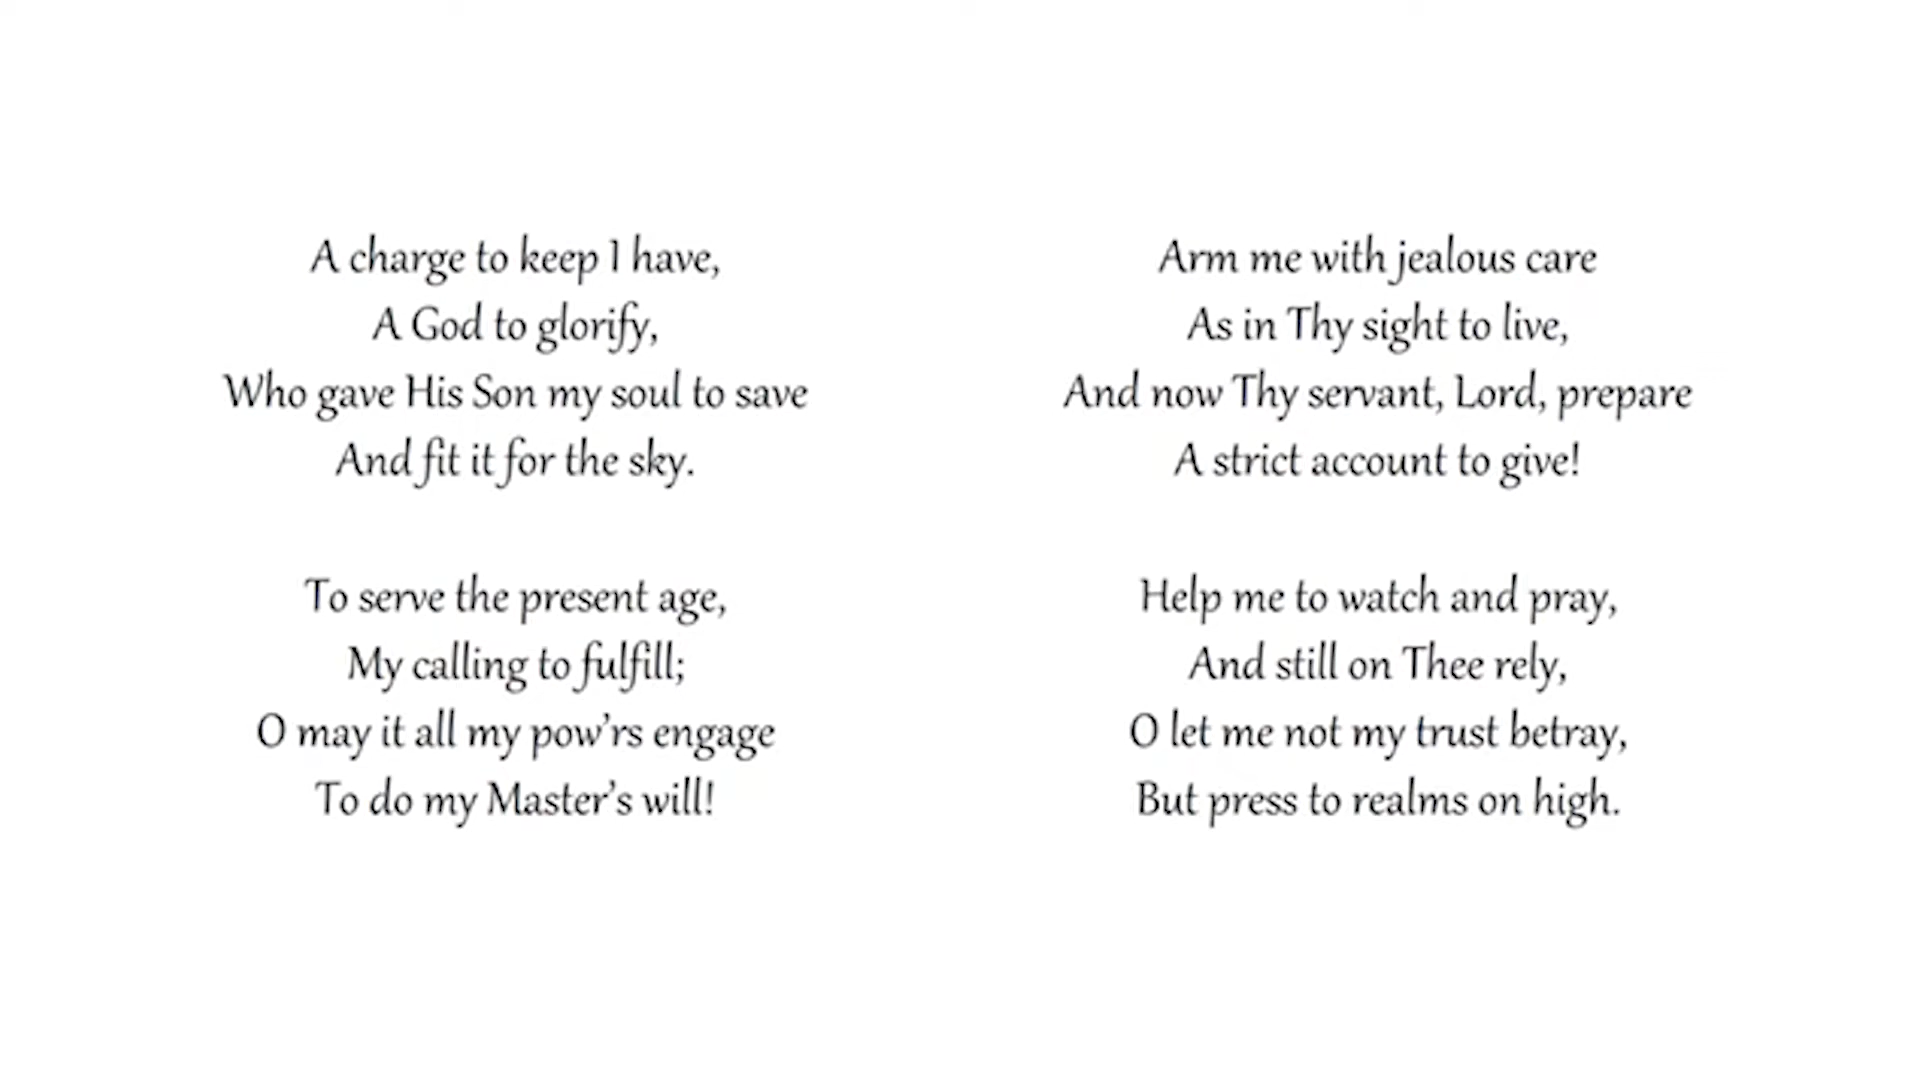 A charge to keep I have,
A God to glorify,
Who gave His Son my soul to save
And fit it for the sky.
To serve the present age,
My calling to fulfill;
O may it all my pow’rs engage
To do my Master’s will!
Arm me with jealous care
As in Thy sight to live,
And now Thy servant, Lord, prepare
A strict account to give!
Help me to watch and pray,
And still on Thee rely,
O let me not my trust betray,
But press to realms on high.